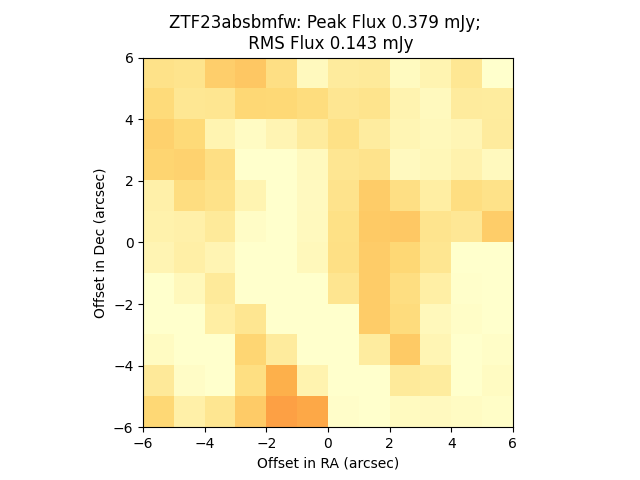 ZTF23absbmfw: Peak Flux 0.379 mJy;
RMS Flux 0.143 mJy
6
4
2
0
−2
−4
−6
Offset in Dec (arcsec)
−6 −4 −2 0 2 4 6
Offset in RA (arcsec)